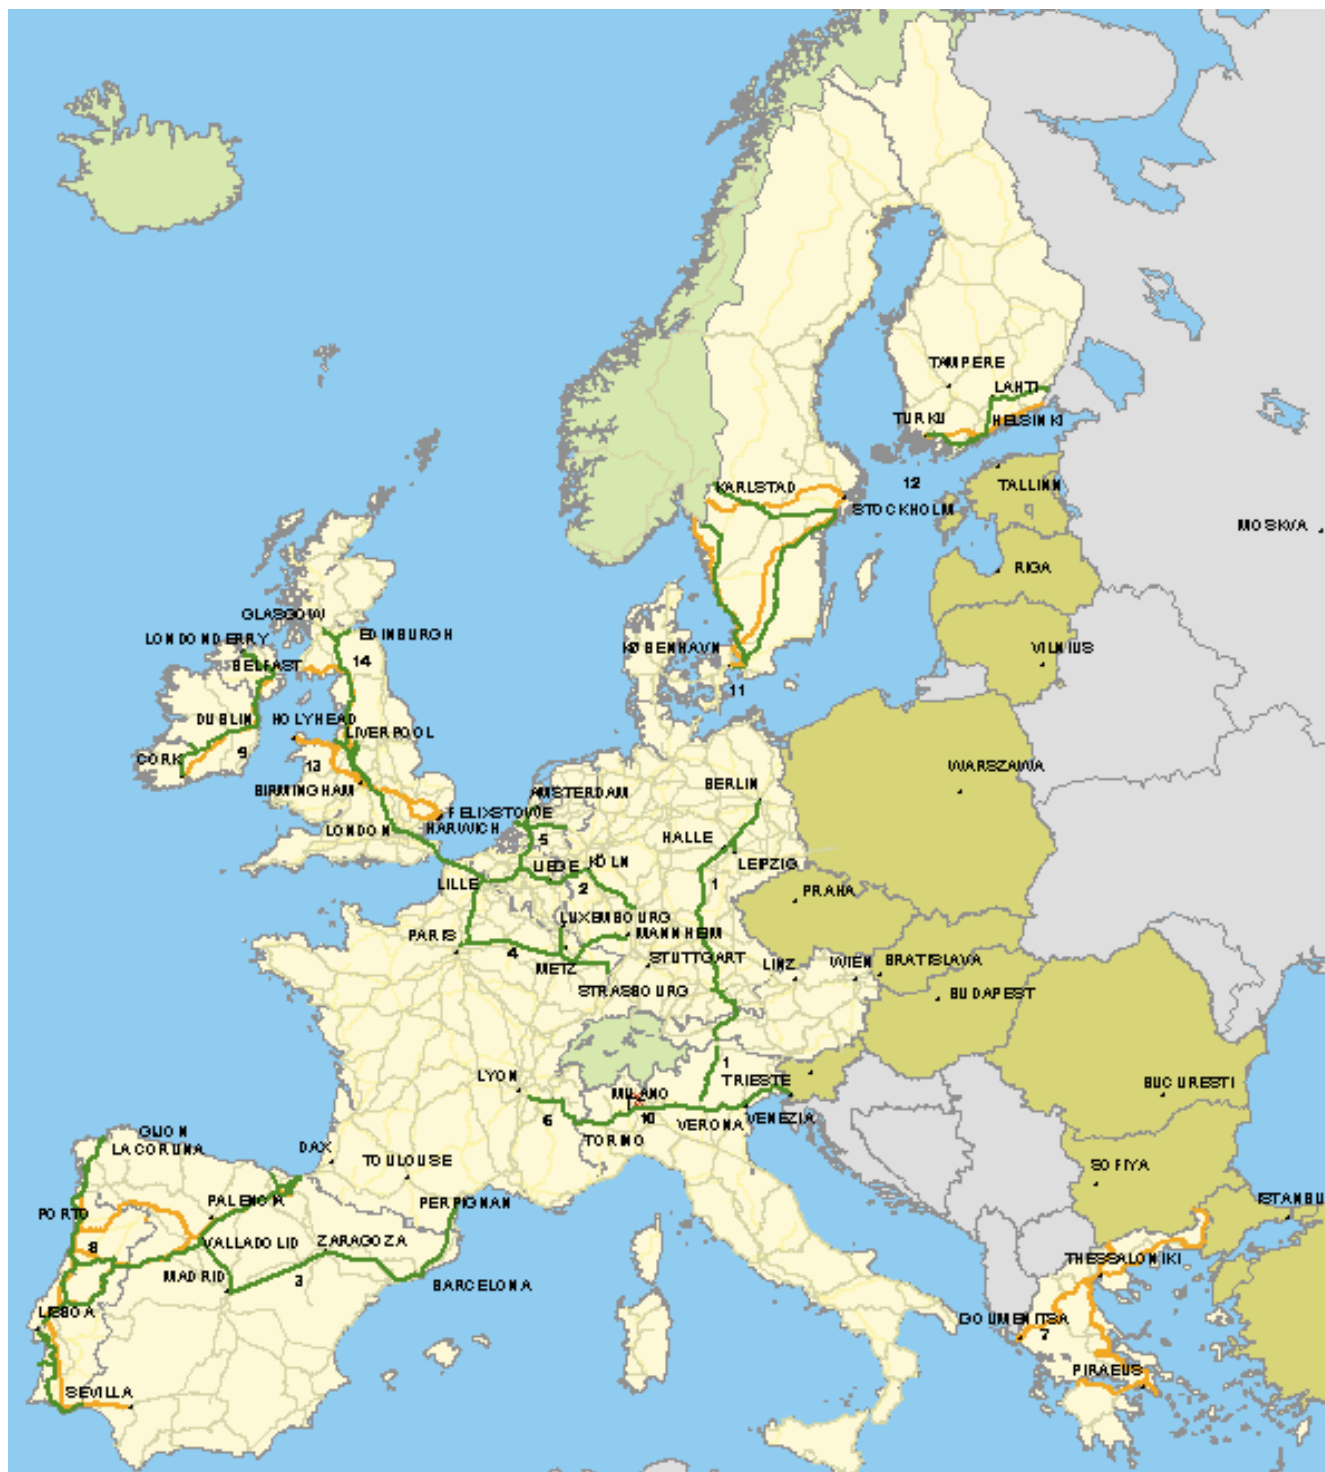 TAMPERE
LAHTI
TURKU
HELSINKI
KARLSTAD
12
TALLINN
STOCKHOLM
MOSKVA
RIGA
GLASGOW
LONDONDERRY
EDINBURGH
KØBENHAVN
VILNIUS
BELFAST
14
11
DUBLIN
HOLYHEAD
LIVERPOOL
9
CORK
13
WARSZAWA
BIRMINGHAM
AMSTERDAM
BERLIN
FELIXSTOWE
LONDON
HARWICH
5
HALLE
LEIPZIG
LIEGE
KÖLN
LILLE
2
1
PRAHA
LUXEMBOURG
PARIS
MANNHEIM
4
METZ
STUTTGART
LINZ
WIEN
BRATISLAVA
STRASBOURG
BUDAPEST
1
LYON
TRIESTE
BUCURESTI
MILANO
6
10
VERONA
VENEZIA
GIJON
TORINO
LA CORUNA
DAX
TOULOUSE
SOFIYA
PORTO
PALENCIA
PERPIGNAN
ISTANBU
8
VALLADOLID
ZARAGOZA
THESSALONIKI
MADRID
3
BARCELONA
LISBOA
7
PIRAEUS
SEVILLA